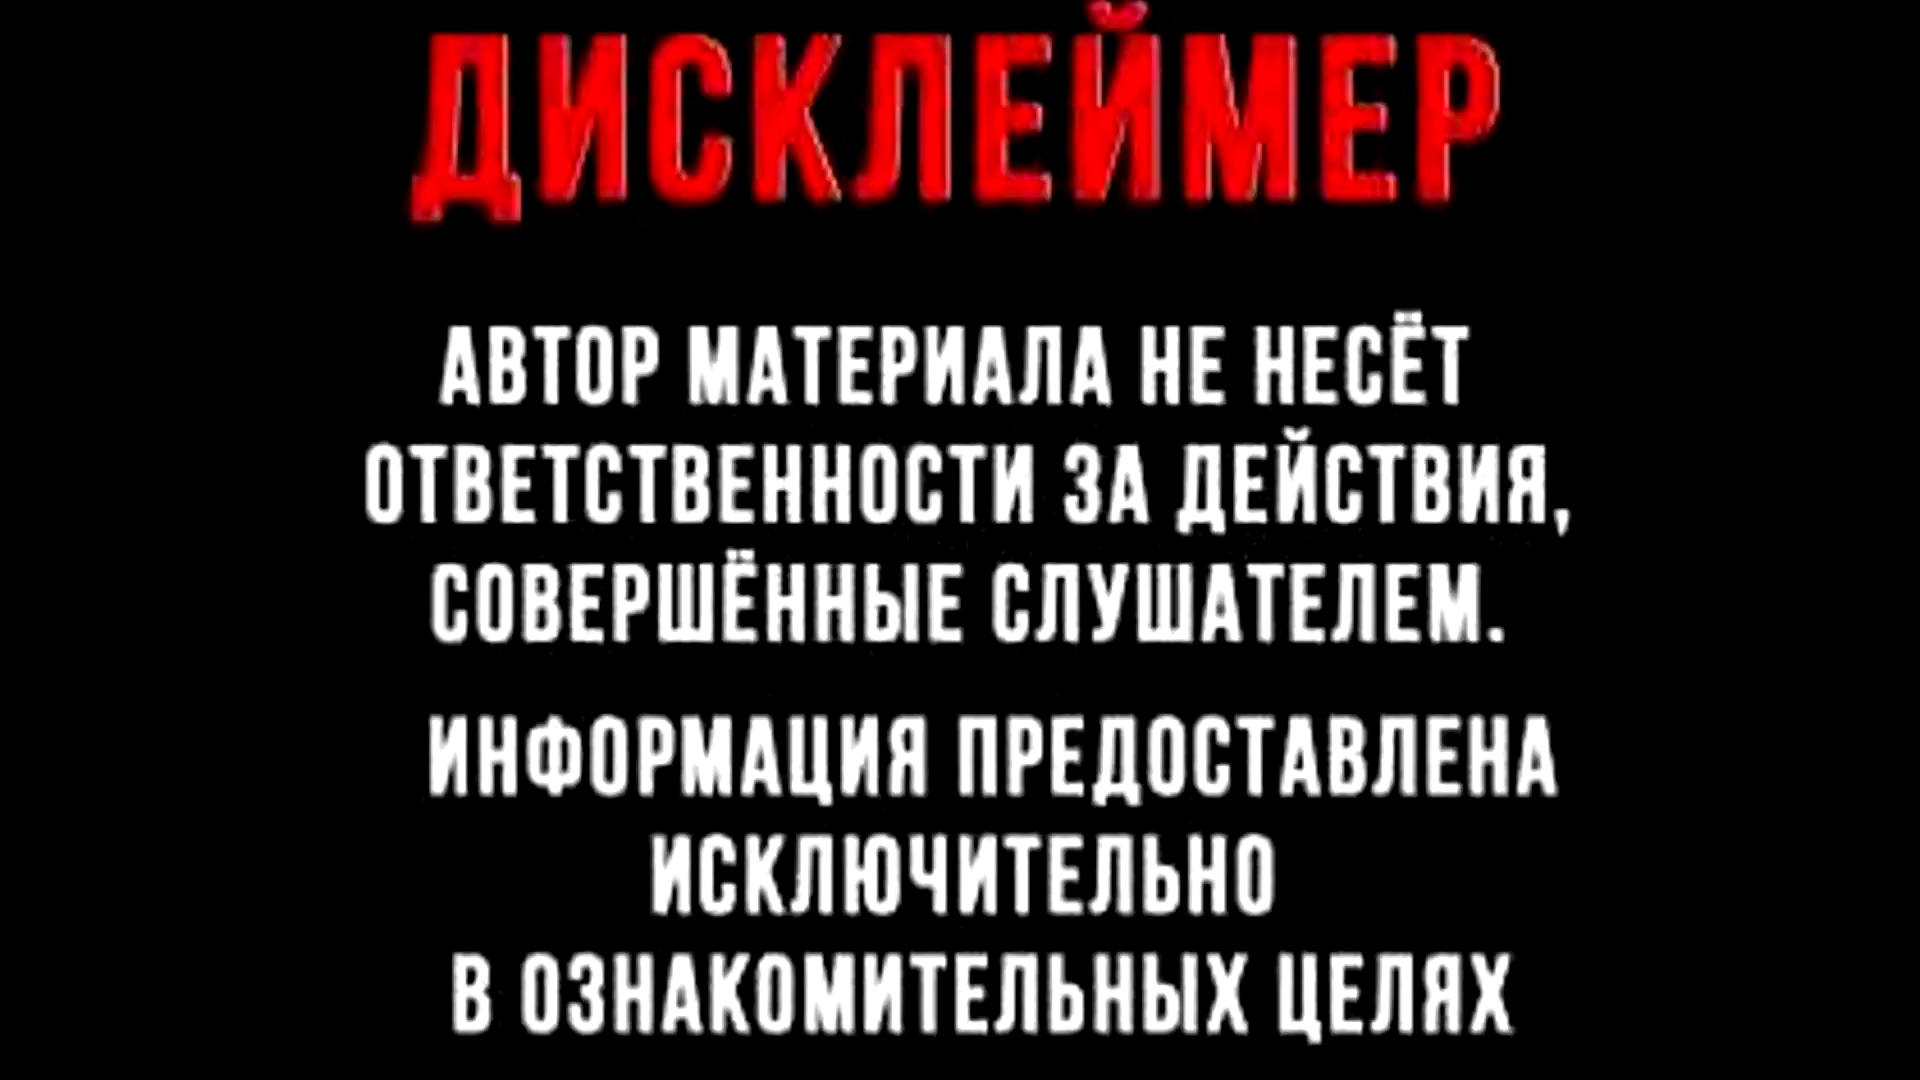 ДИСКЛЕЙМЕР
АВТОР МАТЕРИАЛА НЕ НЕСЁТ
ОТВЕТСТВЕННОСТИ ЗА ДЕЙСТВИЯ,
СОВЕРШЁННЫЕ СЛУШАТЕЛЕМ.
ИНФОРМАЦИЯ ПРЕДОСТАВЛЕНА
ИСКЛЮЧИТЕЛЬНО
В ОЗНАКОМИТЕЛЬНЫХ ЦЕЛЯХ